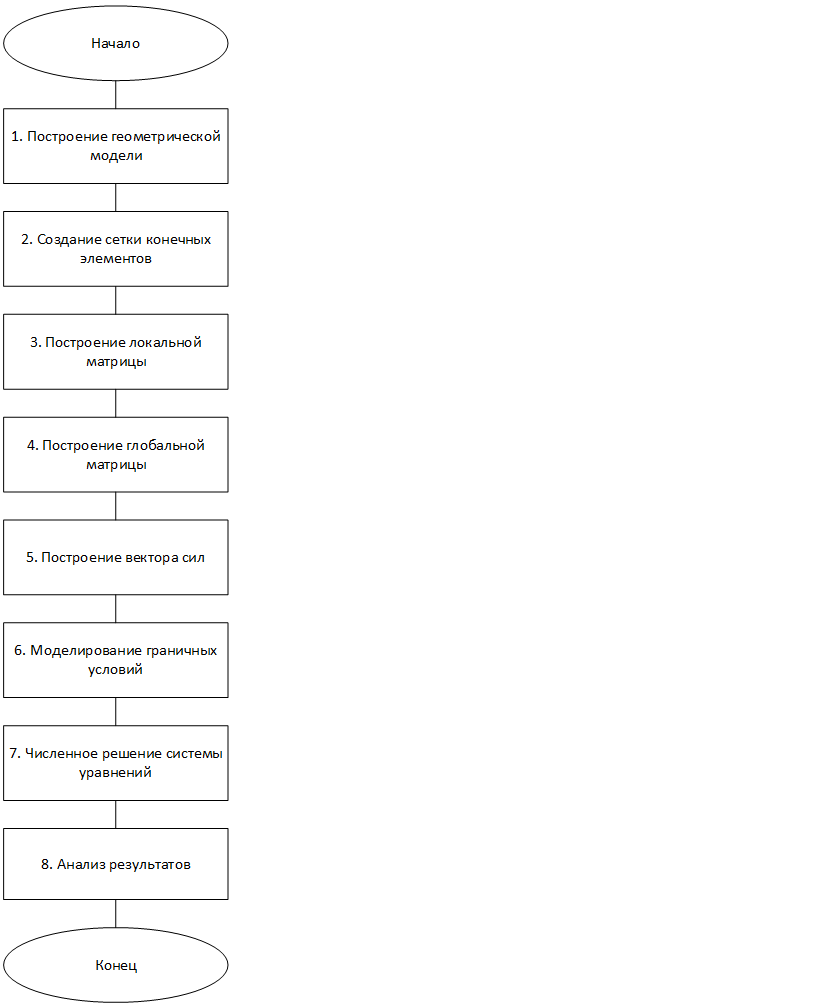 Начало
1. Построение геометрической
модели
2. Создание сетки конечных
элементов
3. Построение локальной
матрицы
4. Построение глобальной
матрицы
5. Построение вектора сил
6. Моделирование граничных
условий
7. Численное решение системы
уравнений
8. Анализ результатов
Конец